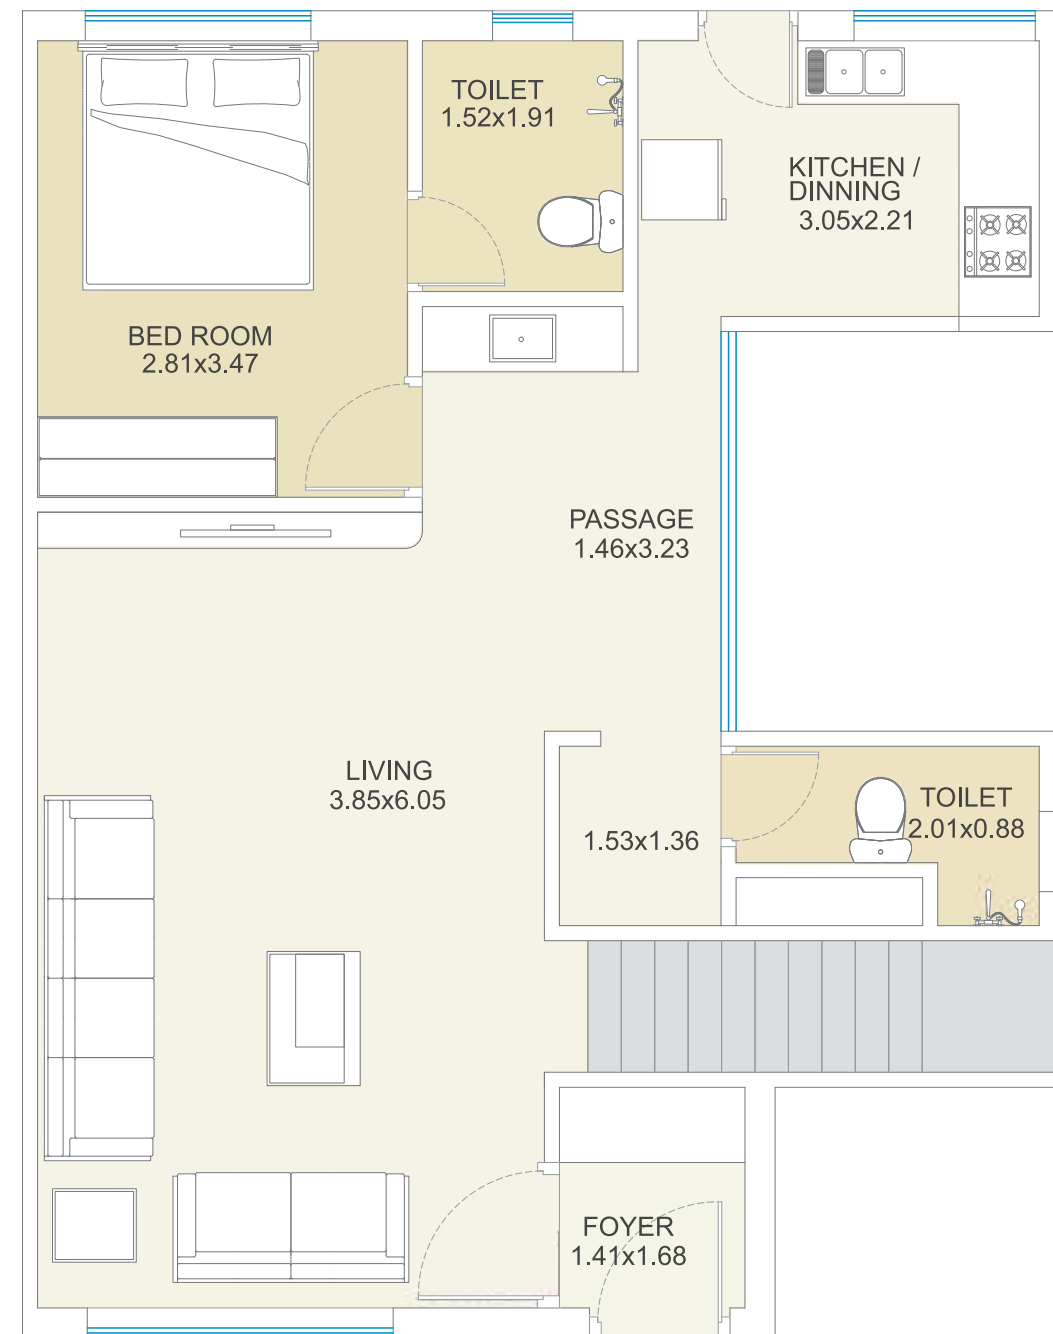 TOILET
1.52x1.91
KITCHEN /
DINNING
3.05x2.21
BED ROOM
2.81x3.47
PASSAGE
1.46x3.23
LIVING
3.85x6.05
1.53x1.36
TOILET
2.01x0.88
FOYER
1.41x1.68